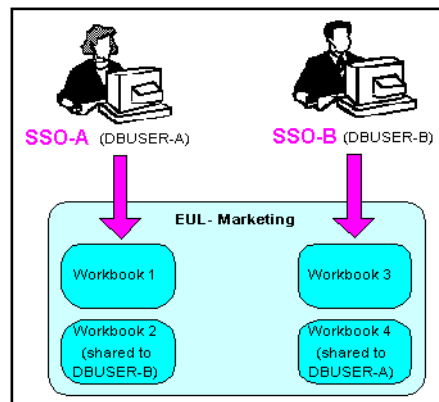 SSO-A (DBUSER-A)
SSO-B (DBUSER-B)
EUL- Marketing
Workbook 1
Workbook 3
Workbook 2
(shared to
DBUSER-B)
Workbook 4
(shared to
DBUSER-A)